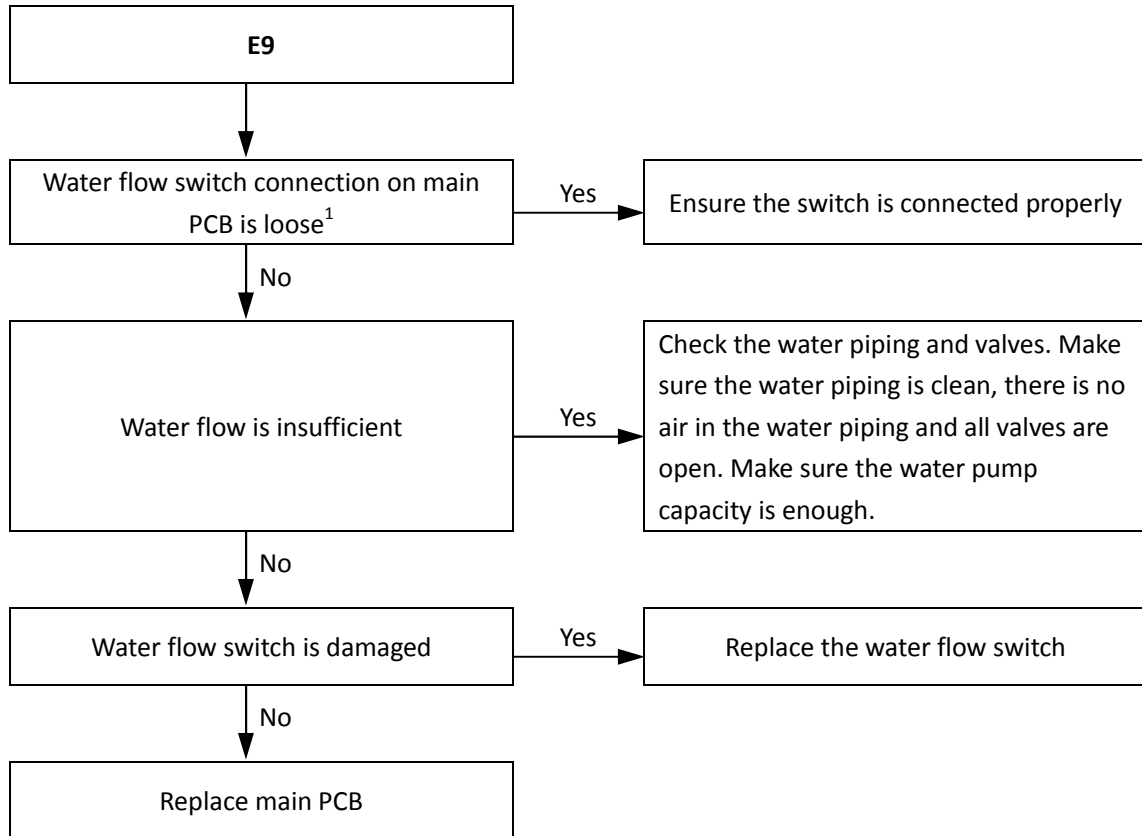 E9
Water flow switch connection on main
PCB is loose1
Yes
Ensure the switch is connected properly
No
Water flow is insufficient
Yes
Check the water piping and valves. Make
sure the water piping is clean, there is no
air in the water piping and all valves are
open. Make sure the water pump
capacity is enough.
No
Water flow switch is damaged
Yes
Replace the water flow switch
No
Replace main PCB